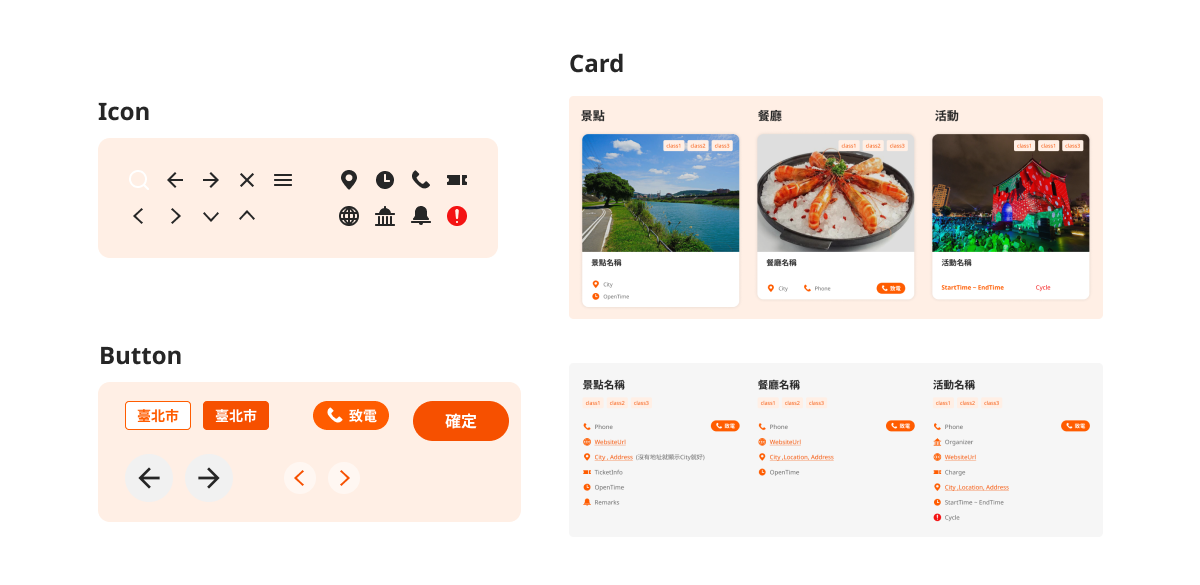 Icon
Button
臺北市
臺北市
致電
確定
Card
景點
餐廳
活動
class1 class2 class3
class1 class2 class3
class1 class1 class3
景點名稱
City
OpenTime
餐廳名稱
City
Phone
致電
活動名稱
StartTime ~ EndTime
Cycle
景點名稱
class1 class2 class3
Phone
致電
WebsiteUrl
City , Address (沒有地址就顯示City就好)
TicketInfo
OpenTime
Remarks
餐廳名稱
class1 class2 class3
Phone
致電
WebsiteUrl
City ,Location, Address
OpenTime
活動名稱
class1 class2 class3
Phone
致電
Organizer
WebsiteUrl
Charge
City ,Location, Address
StartTime ~ EndTime
Cycle